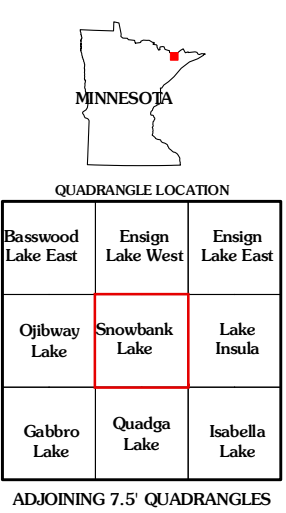 MINNESOTA
QUADRANGLE LOCATION
Basswood
Lake East
Ensign
Lake West
Ensign
Lake East
Ojibway
Lake
Snowbank
Lake
Lake
Insula
Gabbro
Lake
Quadga
Lake
Isabella
Lake
ADJOINING 7.5' QUADRANGLES